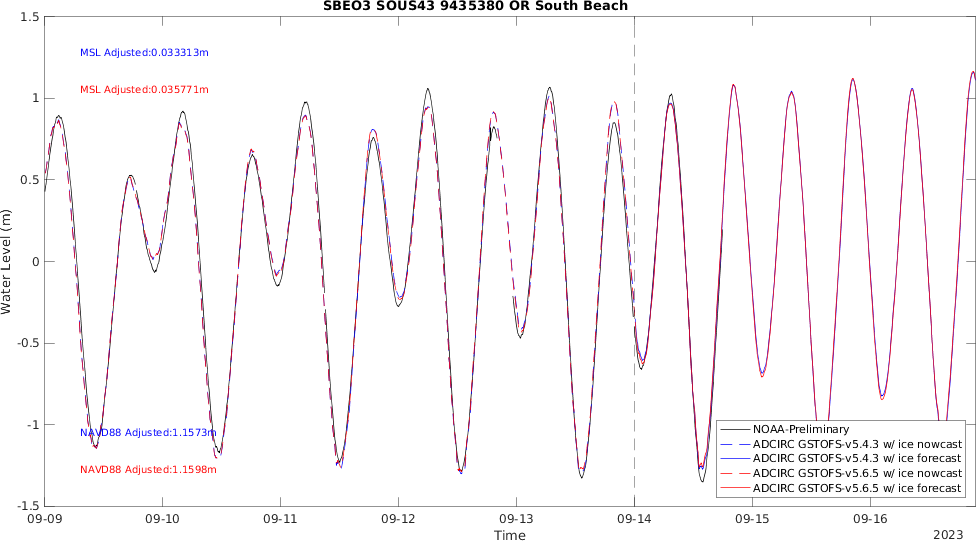 SBEO3 SOUS43 9435380 OR South Beach
1.5
MSL Adjusted:0.033313m
MSL Adjusted:0.035771m
1
0.5
0
Water Level (m)
-0.5
-1
NAVD88 Adjusted:1.1573m
NAVD88 Adjusted:1.1598m
-1.5
NOAA-Preliminary
ADCIRC GSTOFS-v5.4.3 w/ ice nowcast
ADCIRC GSTOFS-v5.4.3 w/ ice forecast
ADCIRC GSTOFS-v5.6.5 w/ ice nowcast
ADCIRC GSTOFS-v5.6.5 w/ ice forecast
09-09 09-10 09-11 09-12 09-13 09-14 09-15 09-16
Time
2023